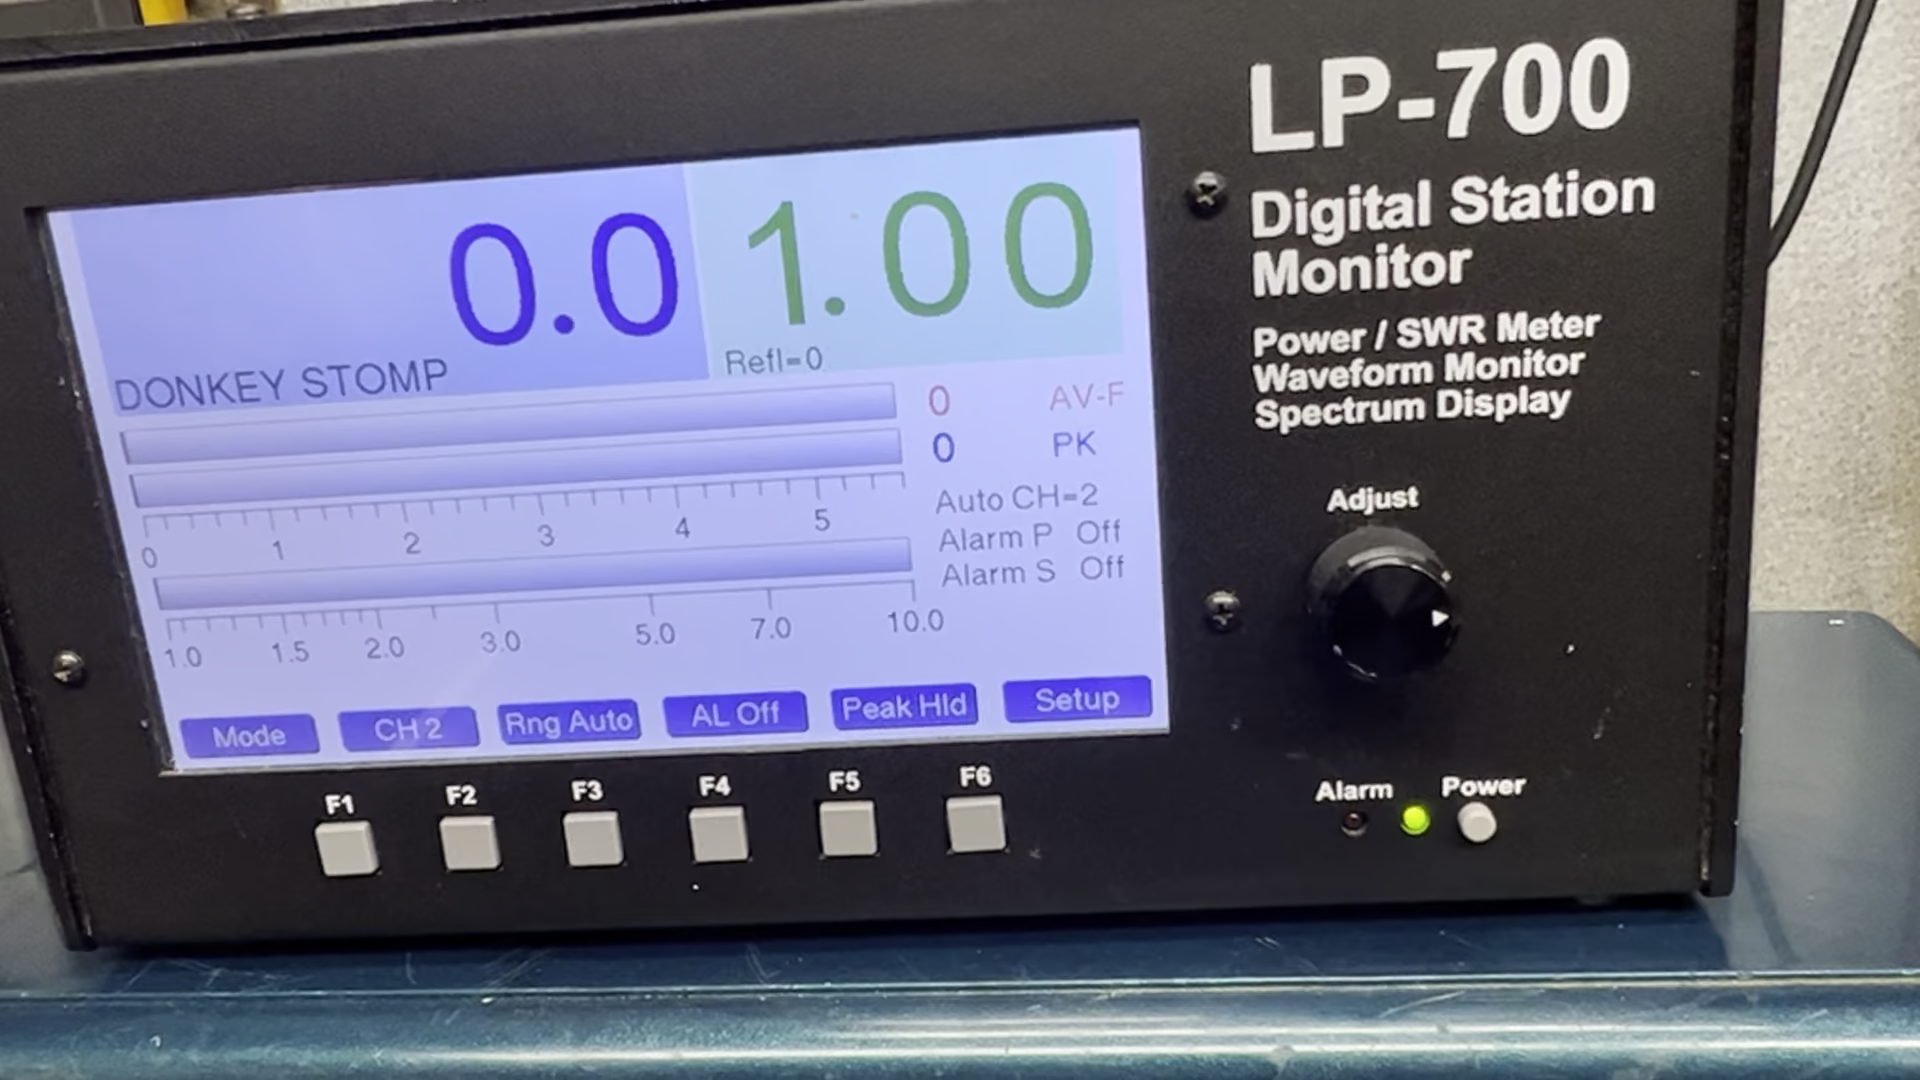 LP-700
Digital Station
Monitor
Power / SWR Meter
Waveform Monitor
Spectrum Display
0.0 1.00
DONKEY STOMP
Refl=0
0 AV-F
0 PK
0 1 2 3 4 5
Auto CH=2
Alarm P Off
Alarm S Off
1.0 1.5 2.0 3.0 5.0 7.0 10.0
Mode CH 2 Rng Auto AL Off Peak Hld Setup
F1 F2 F3 F4 F5 F6
Adjust
Alarm Power